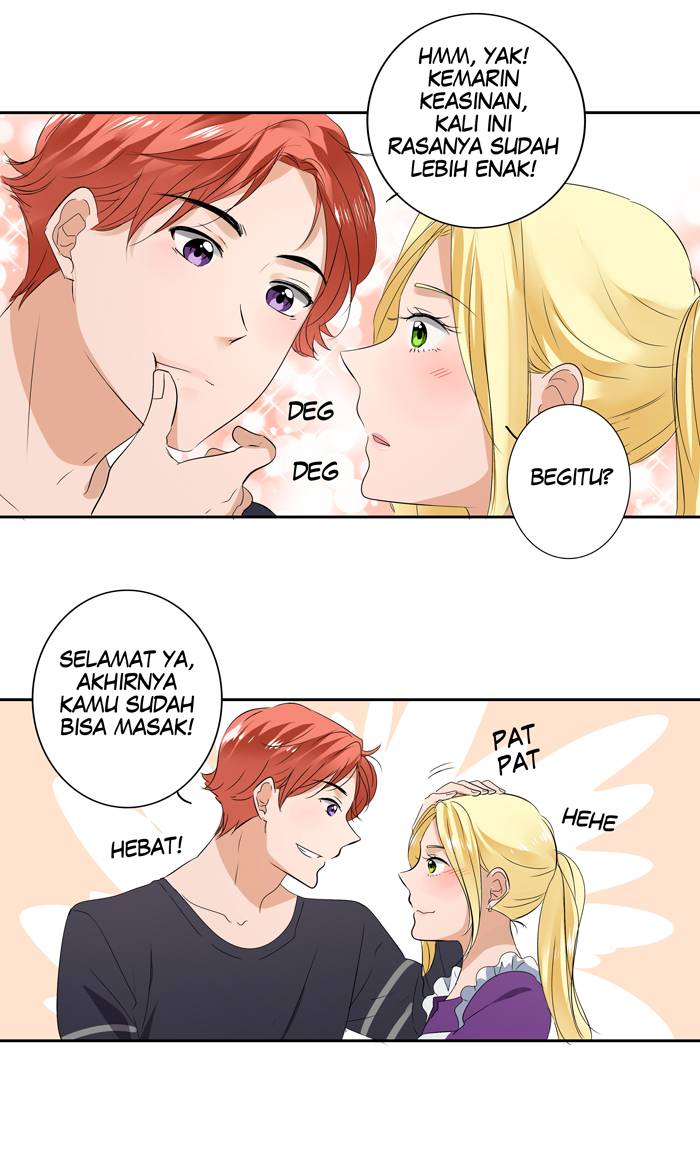 HMM, YAK!
KEMARIN
KEASINAN,
KALI INI
RASANYA SUDAH
LEBIH ENAK!
DEG
DEG
BEGITU?
SELAMAT YA,
AKHIRNYA
KAMU SUDAH
BISA MASAK!
HEBAT!
PAT
PAT
HEHE